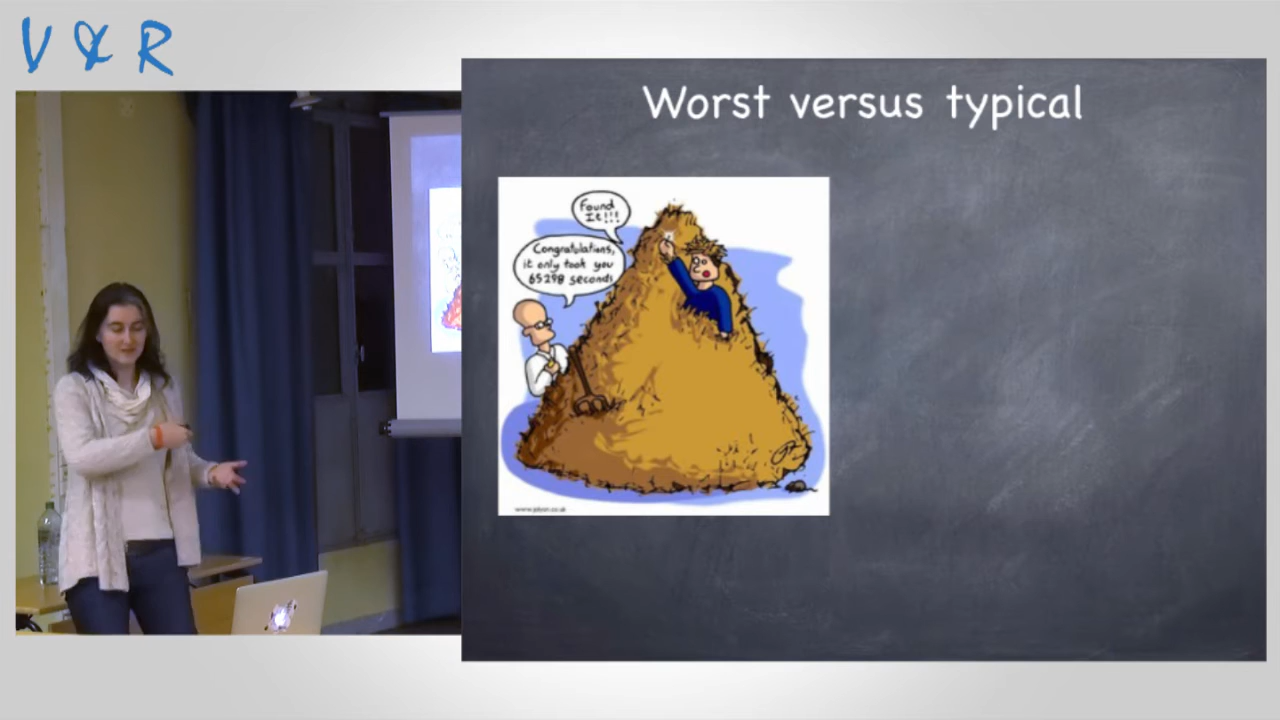 V & R
Worst versus typical
Found
It!!!
Congratulations,
it only took you
65298 seconds